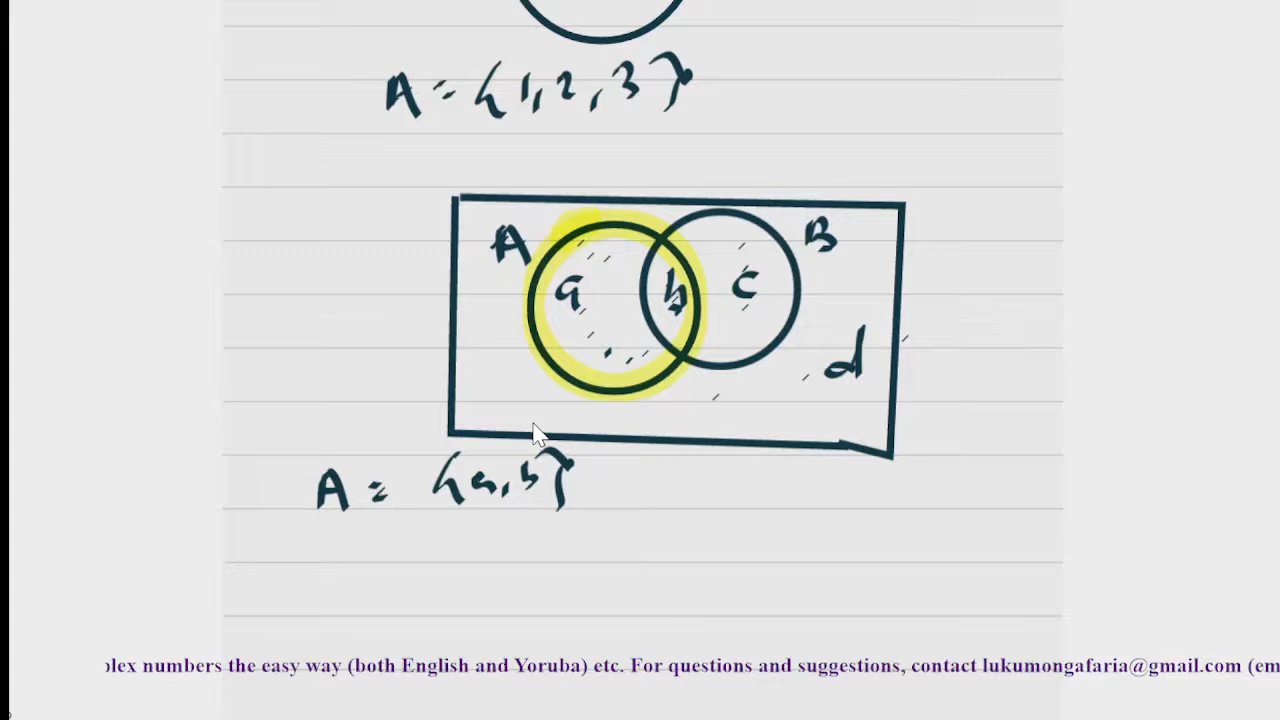 A = {1, 2, 3}
A B
a b c
d
A = {a, b}
plex numbers the easy way (both English and Yoruba) etc. For questions and suggestions, contact lukumongafaria@gmail.com (em